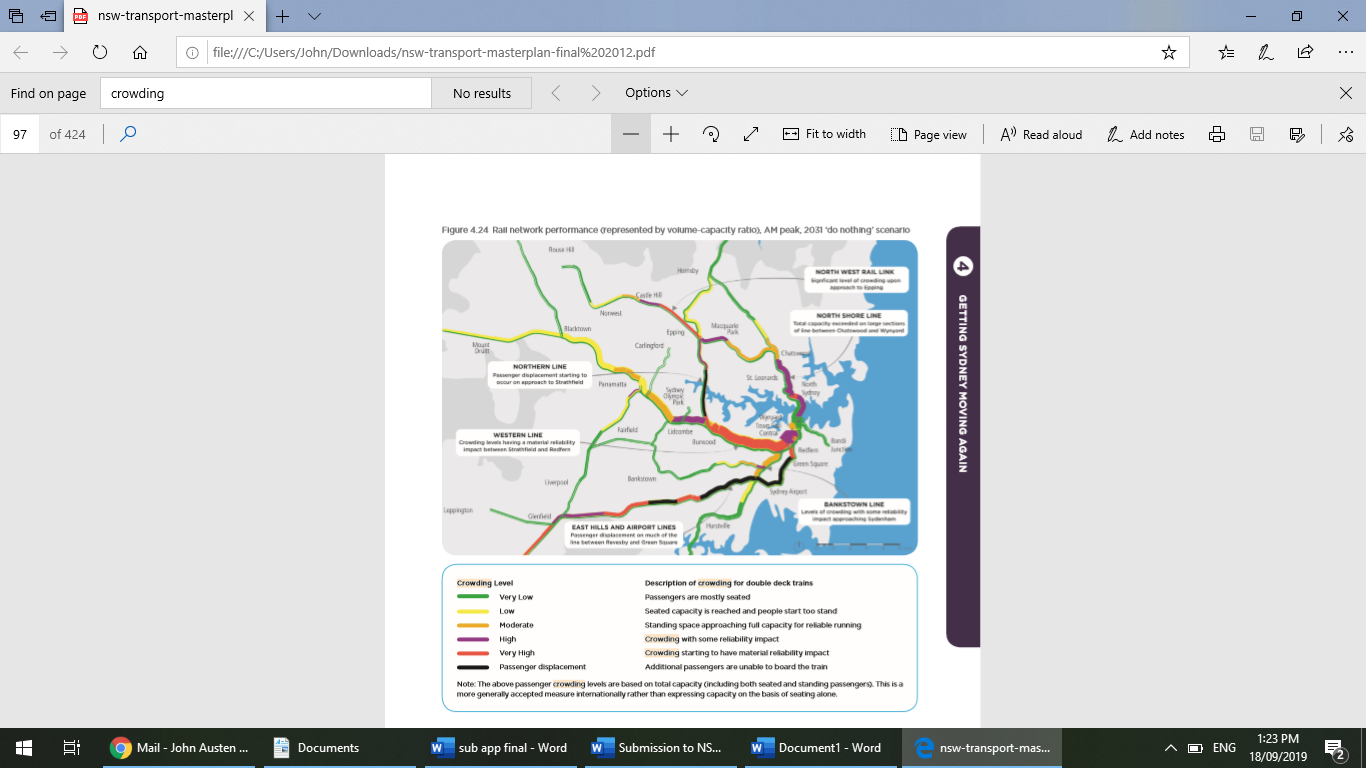 nsw-transport-masterpl
file:///C:/Users/John/Downloads/nsw-transport-masterplan-final%202012.pdf
Find on page
crowding
No results
Options
97
of 424
Fit to width
Page view
Read aloud
Add notes
Figure 4.24 Rail network performance (represented by volume-capacity ratio), AM peak, 2031 'do nothing' scenario
4
GETTING SYDNEY MOVING AGAIN
Rouse Hill
Hornsby
NORTH WEST RAIL LINK
Signficant level of crowding upon
approach to Epping
Castle Hill
Norwest
NORTH SHORE LINE
Total capacity exceeded on large sections
of line between Chatswood and Wynyard
Blacktown
Epping
Macquarie
Park
Mount
Druitt
Carlingford
Chatswood
NORTHERN LINE
Passenger displacement starting to
occur on approach to Strathfield
Parramatta
St. Leonards
North
Sydney
Sydney
Olympic
Park
Wynyard
Town Hall
Central
Fairfield
Lidcombe
Burwood
WESTERN LINE
Crowding levels having a material reliability
impact between Strathfield and Redfern
Bondi
Junction
Redfern
Green Square
Liverpool
Bankstown
Sydney Airport
Leppington
Glenfield
BANKSTOWN LINE
Levels of crowding with some reliability
impact approaching Sydenham
EAST HILLS AND AIRPORT LINES
Passenger displacement on much of the
line between Revesby and Green Square
Hurstville
Crowding Level
Description of crowding for double deck trains
Very Low
Passengers are mostly seated
Low
Seated capacity is reached and people start too stand
Moderate
Standing space approaching full capacity for reliable running
High
Crowding with some reliability impact
Very High
Crowding starting to have material reliability impact
Passenger displacement
Additional passengers are unable to board the train
Note: The above passenger crowding levels are based on total capacity (including both seated and standing passengers). This is a
more generally accepted measure internationally rather than expressing capacity on the basis of seating alone.
Mail - John Austen ...
Documents
sub app final - Word
Submission to NS...
Document1 - Word
nsw-transport-mas...
ENG
1:23 PM
18/09/2019
2